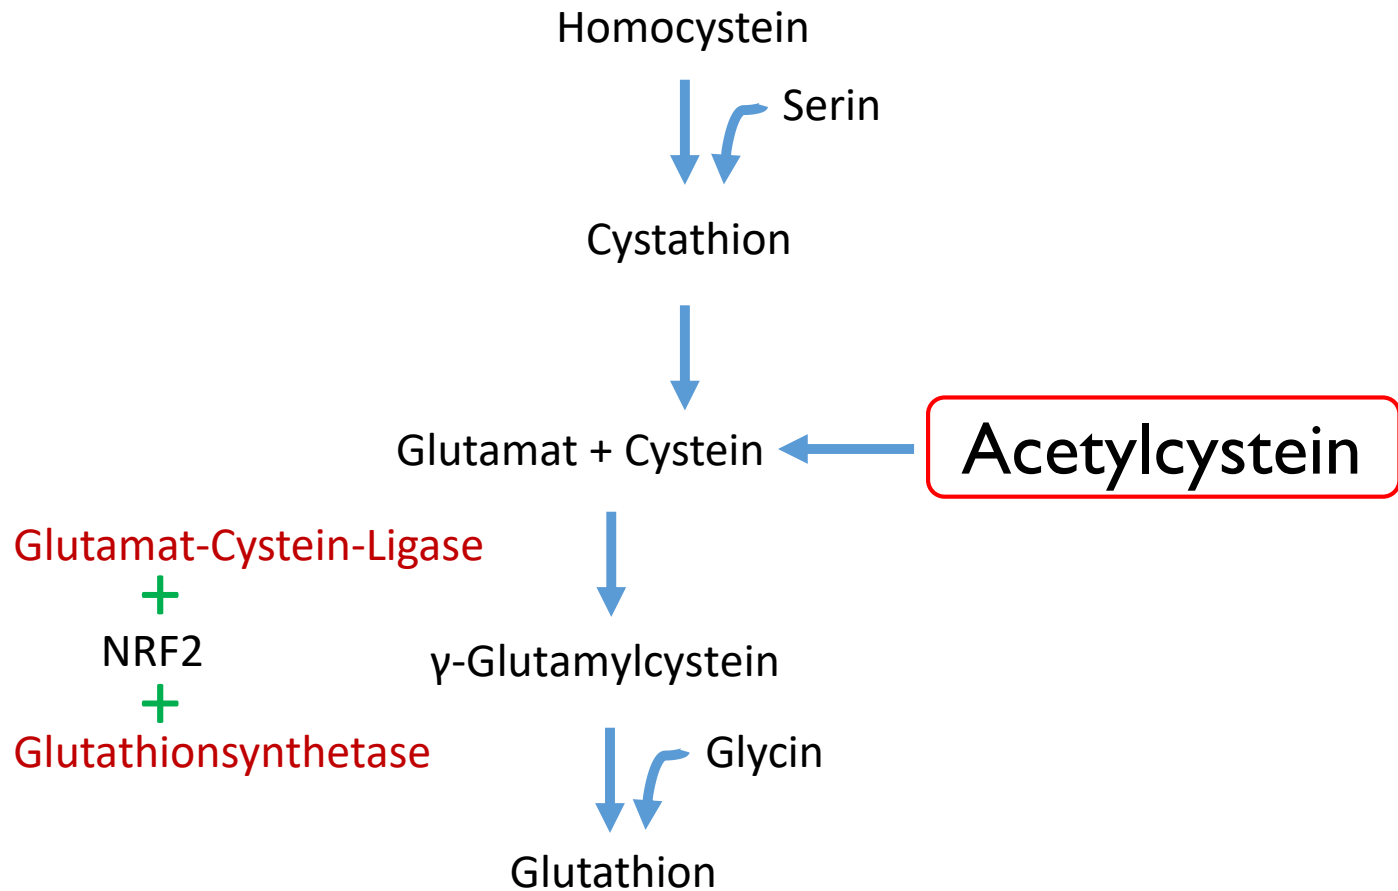 Homocystein
Serin
Cystathion
Glutamat + Cystein
Acetylcystein
Glutamat-Cystein-Ligase
+
NRF2
γ-Glutamylcystein
+
Glutathionsynthetase
Glycin
Glutathion